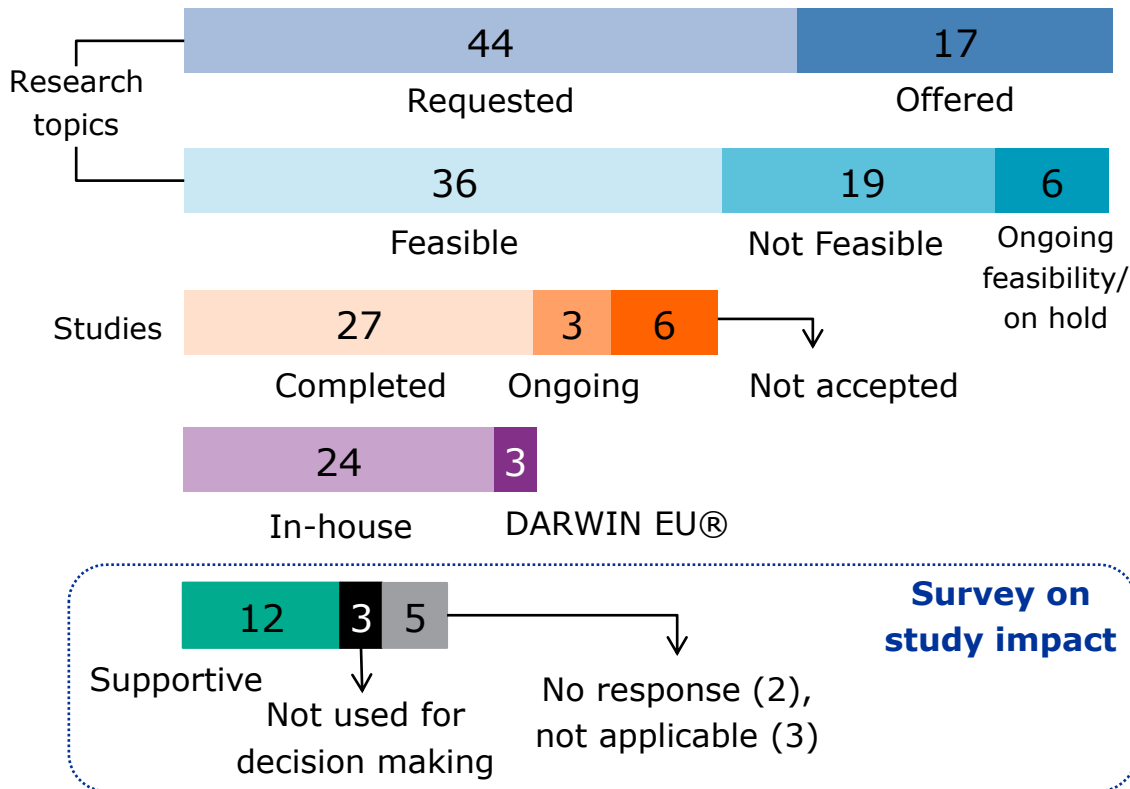 44
17
Research
topics
Requested
Offered
36
19
6
Feasible
Not Feasible
Ongoing
feasibility/
on hold
Studies
27
3
6
Completed
Ongoing
Not accepted
24
3
In-house
DARWIN EU®
Survey on
study impact
12
3
5
Supportive
Not used for
decision making
No response (2),
not applicable (3)